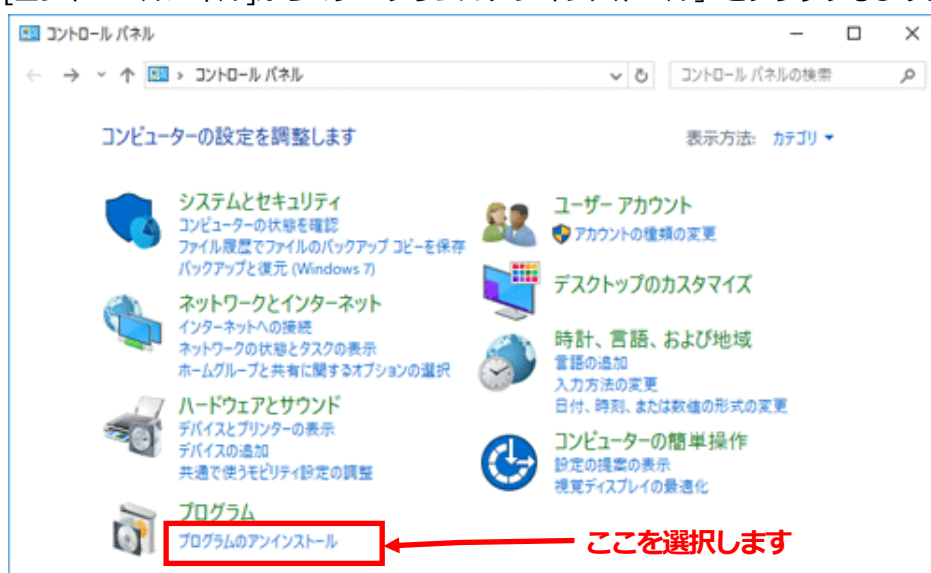 コントロール パネル
コントロール パネル
コントロール パネルの検索
コンピューターの設定を調整します
表示方法: カテゴリ
システムとセキュリティ
コンピューターの状態を確認
ファイル履歴でファイルのバックアップ コピーを保存
バックアップと復元 (Windows 7)
ネットワークとインターネット
インターネットへの接続
ネットワークの状態とタスクの表示
ホームグループと共有に関するオプションの選択
ハードウェアとサウンド
デバイスとプリンターの表示
デバイスの追加
共通で使うモビリティ設定の調整
プログラム
プログラムのアンインストール
ユーザー アカウント
アカウントの種類の変更
デスクトップのカスタマイズ
時計、言語、および地域
言語の追加
入力方法の変更
日付、時刻、または数値の形式の変更
コンピューターの簡単操作
設定の提案の表示
視覚ディスプレイの最適化
ここを選択します